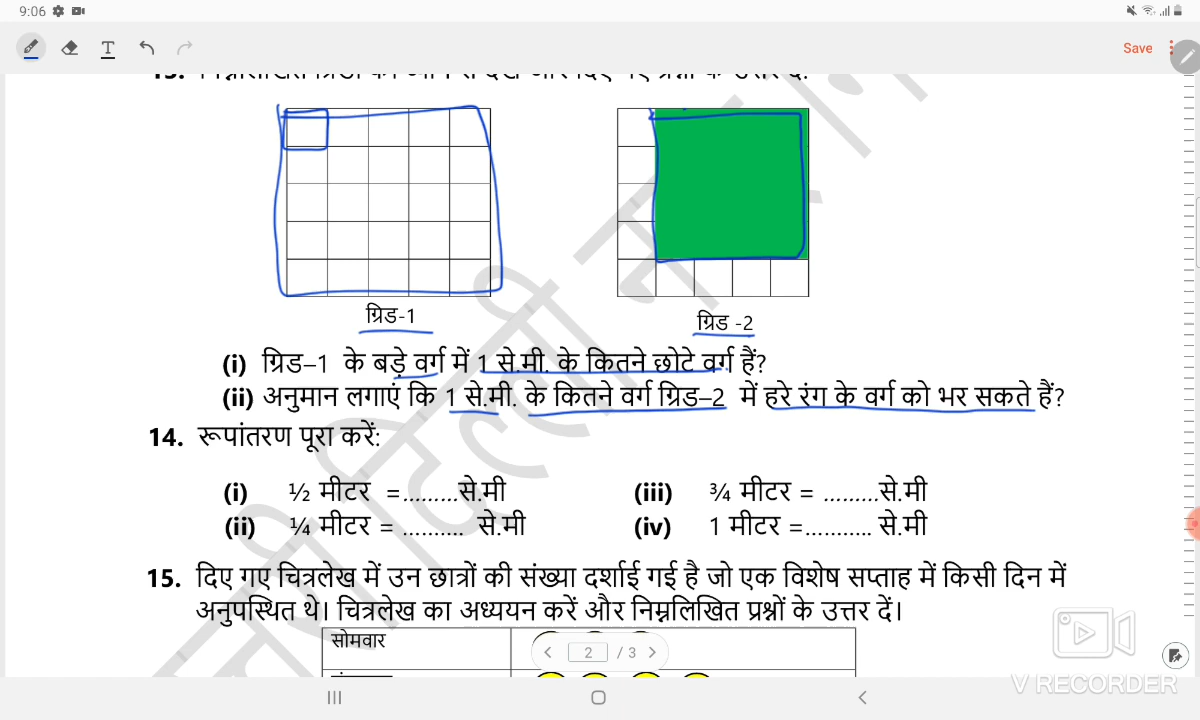 9:06
Save
ग्रिड-1
ग्रिड -2
(i) ग्रिड–1 के बड़े वर्ग में 1 से.मी. के कितने छोटे वर्ग हैं?
(ii) अनुमान लगाएं कि 1 से.मी. के कितने वर्ग ग्रिड–2 में हरे रंग के वर्ग को भर सकते हैं?
14. रूपांतरण पूरा करें:
(i) ½ मीटर =.........से.मी (iii) ¾ मीटर = .........से.मी
(ii) ¼ मीटर = .......... से.मी (iv) 1 मीटर =........... से.मी
15. दिए गए चित्रलेख में उन छात्रों की संख्या दर्शाई गई है जो एक विशेष सप्ताह में किसी दिन में
अनुपस्थित थे। चित्रलेख का अध्ययन करें और निम्नलिखित प्रश्नों के उत्तर दें।
सोमवार
2 / 3
V RECORDER